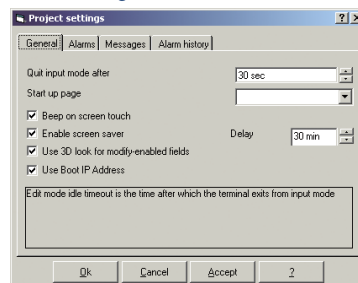 Project settings
General Alarms Messages Alarm history
Quit input mode after 30 sec
Start up page
Beep on screen touch
Enable screen saver Delay 30 min
Use 3D look for modify-enabled fields
Use Boot IP Address
Edit mode idle timeout is the time after which the terminal exits from input mode
Ok Cancel Accept ?